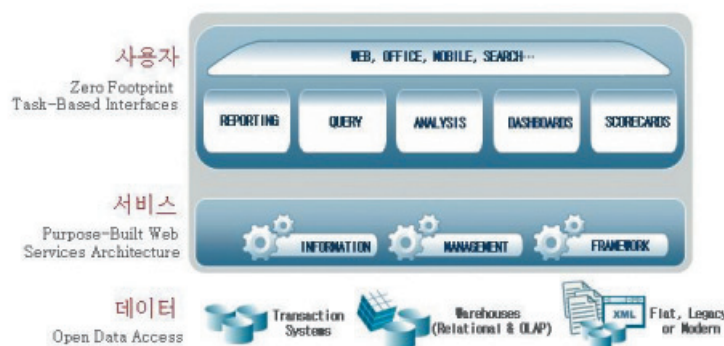 사용자
Zero Footprint
Task-Based Interfaces
WEB, OFFICE, MOBILE, SEARCH…
REPORTING
QUERY
ANALYSIS
DASHBOARDS
SCORECARDS
서비스
Purpose-Built Web
Services Architecture
INFORMATION
MANAGEMENT
FRAMEWORK
데이터
Open Data Access
Transaction
Systems
Warehouses
(Relational & OLAP)
XML
Flat, Legacy
or Modern